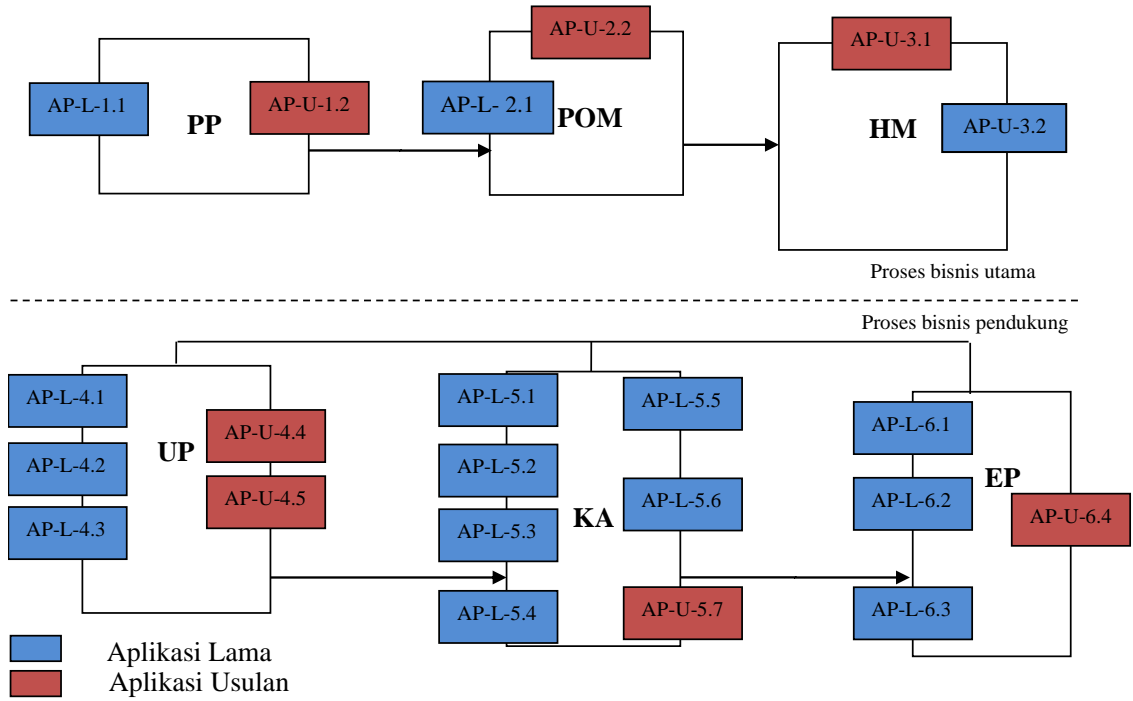 AP-U-2.2
AP-U-3.1
AP-L-1.1
AP-U-1.2
AP-L- 2.1
PP
POM
HM
AP-U-3.2
Proses bisnis utama
Proses bisnis pendukung
AP-L-4.1
AP-L-4.2
AP-L-4.3
UP
AP-U-4.4
AP-U-4.5
AP-L-5.1
AP-L-5.2
AP-L-5.3
AP-L-5.4
KA
AP-L-5.5
AP-L-5.6
AP-U-5.7
AP-L-6.1
AP-L-6.2
AP-L-6.3
EP
AP-U-6.4
Aplikasi Lama
Aplikasi Usulan